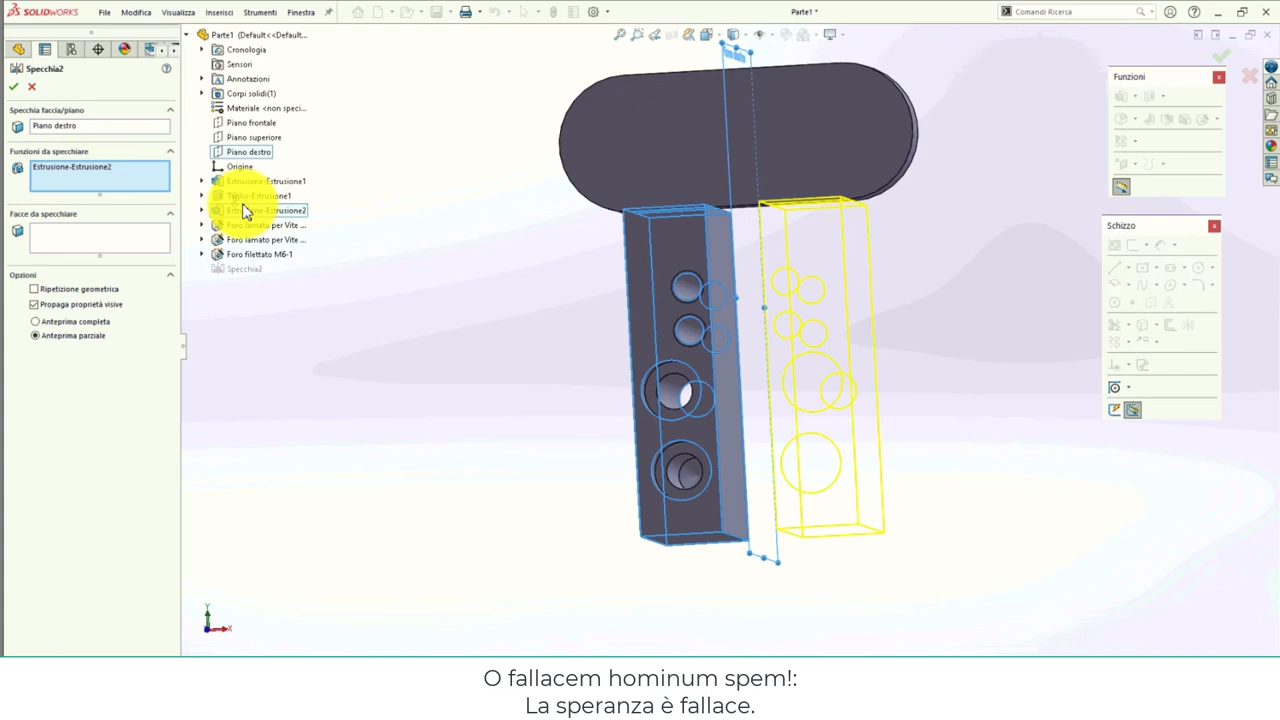 SOLIDWORKS
File
Modifica
Visualizza
Inserisci
Strumenti
Finestra
Parte1 *
Comandi Ricerca
Specchia2
Specchia faccia/piano
Piano destro
Funzioni da specchiare
Estrusione-Estrusione2
Facce da specchiare
Opzioni
Ripetizione geometrica
Propaga proprietà visive
Anteprima completa
Anteprima parziale
Parte1 (Default<<Default...
Cronologia
Sensori
Annotazioni
Corpi solidi(1)
Materiale <non speci...
Piano frontale
Piano superiore
Piano destro
Origine
Estrusione-Estrusione1
Taglio-Estrusione1
Estrusione-Estrusione2
Foro lamato per Vite ...
Foro lamato per Vite ...
Foro filettato M6-1
Specchia2
Funzioni
Schizzo
Y
X
O fallacem hominum spem!:
La speranza è fallace.